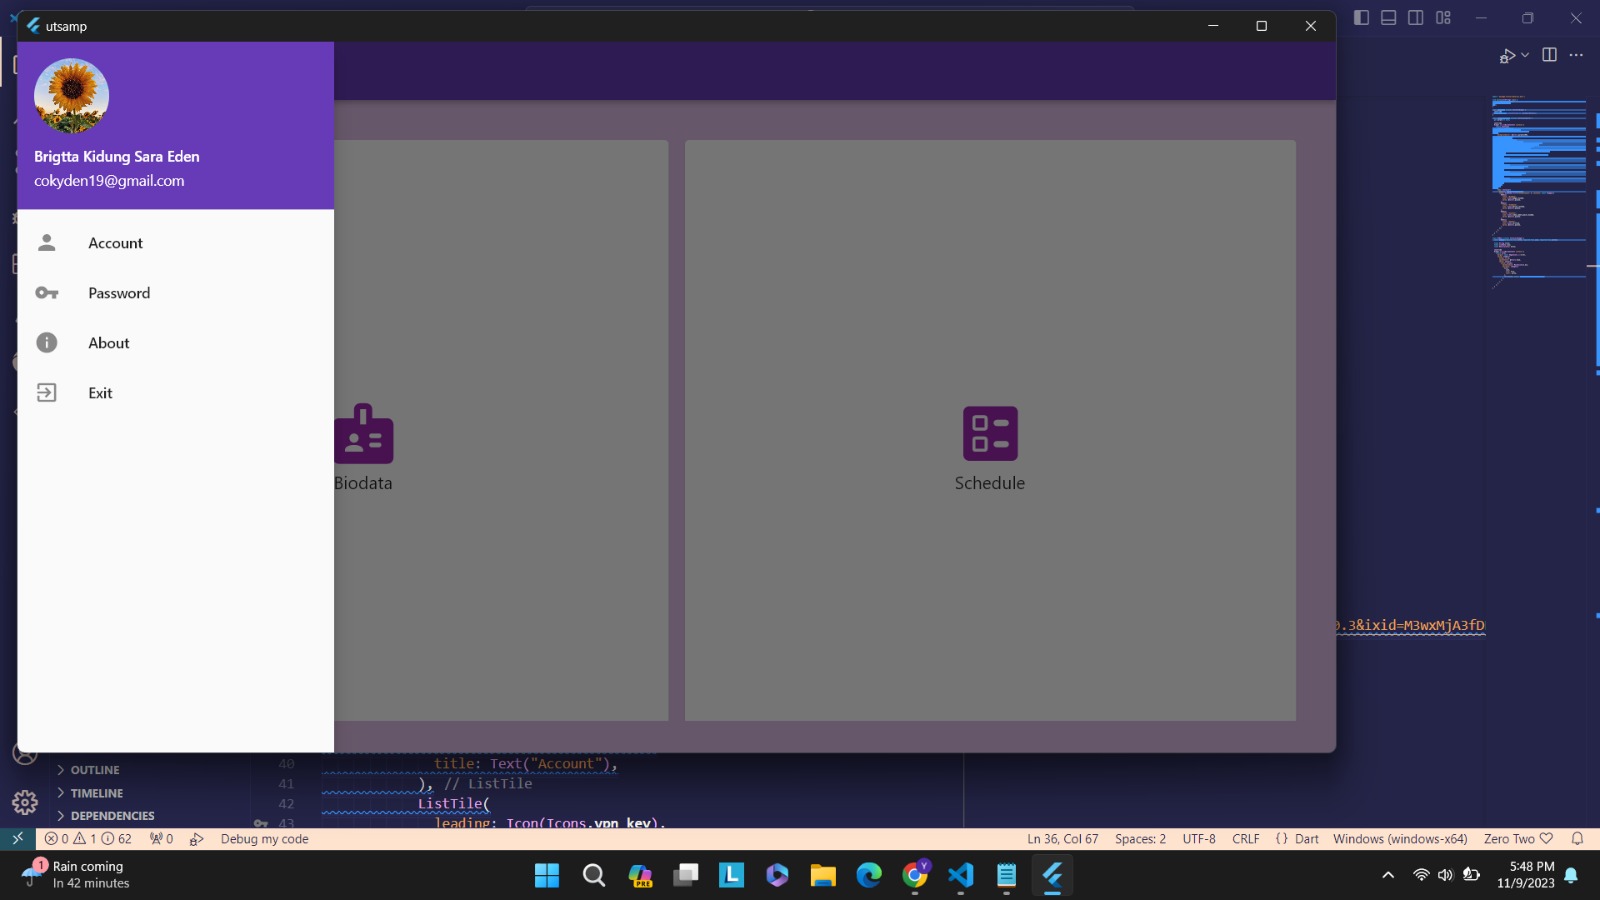 utsamp
Brigtta Kidung Sara Eden
cokyden19@gmail.com
Account
Password
About
Exit
Biodata
Schedule
0.3&ixid=M3wxMjA3fD
OUTLINE
TIMELINE
DEPENDENCIES
40 title: Text("Account"),
41 ), // ListTile
42 ListTile(
43 leading: Icon(Icons.vpn_key),
0 1 62 0 Debug my code Ln 36, Col 67 Spaces: 2 UTF-8 CRLF { } Dart Windows (windows-x64) Zero Two
1 Rain coming
In 42 minutes
PRE
L
Y
5:48 PM
11/9/2023